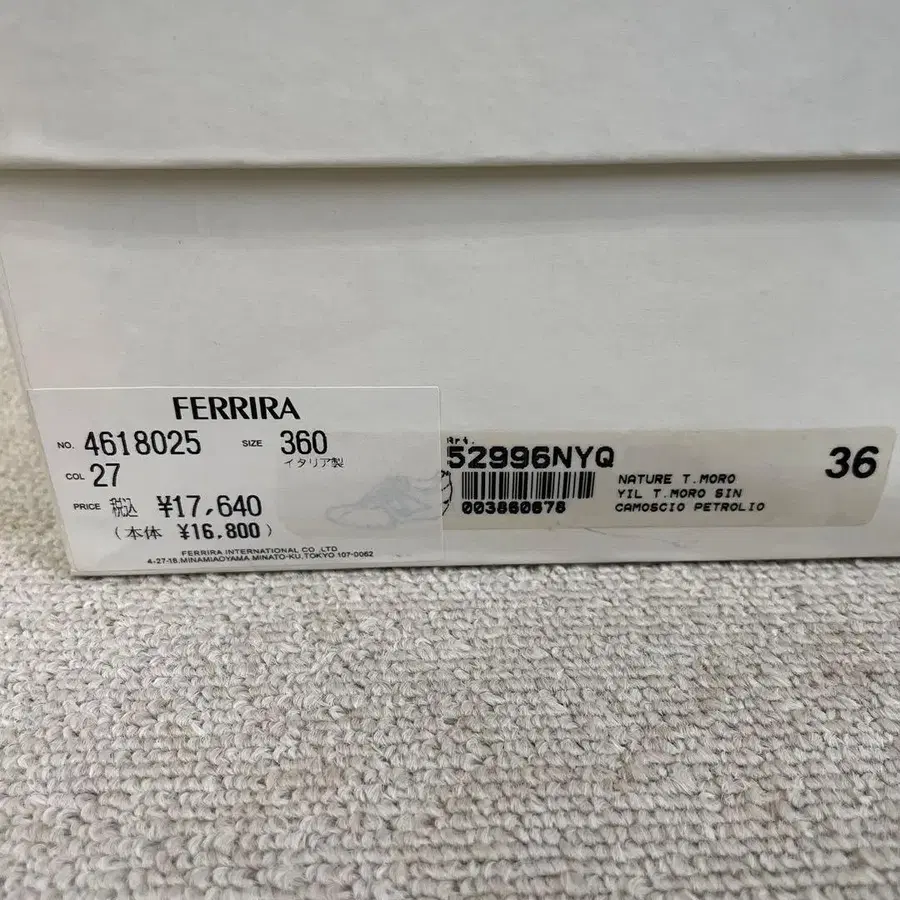 FERRIRA
NO. 4618025 SIZE 360
イタリア製
COL 27
PRICE 税込 ¥17,640
(本体 ¥16,800)
FERRIRA INTERNATIONAL CO.,LTD
4-27-18,MINAMIAOYAMA MINATO-KU,TOKYO 107-0062
Art.
52996NYQ
003860678
NATURE T.MORO
YIL T.MORO SIN
CAMOSCIO PETROLIO
36